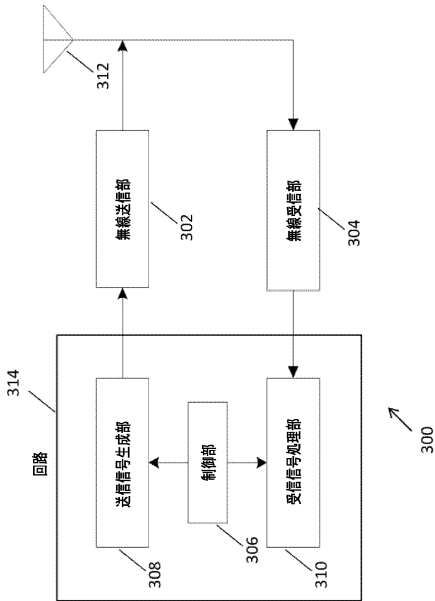 回路
314
送信信号生成部
308
制御部
306
受信信号処理部
310
無線送信部
302
無線受信部
304
312
300